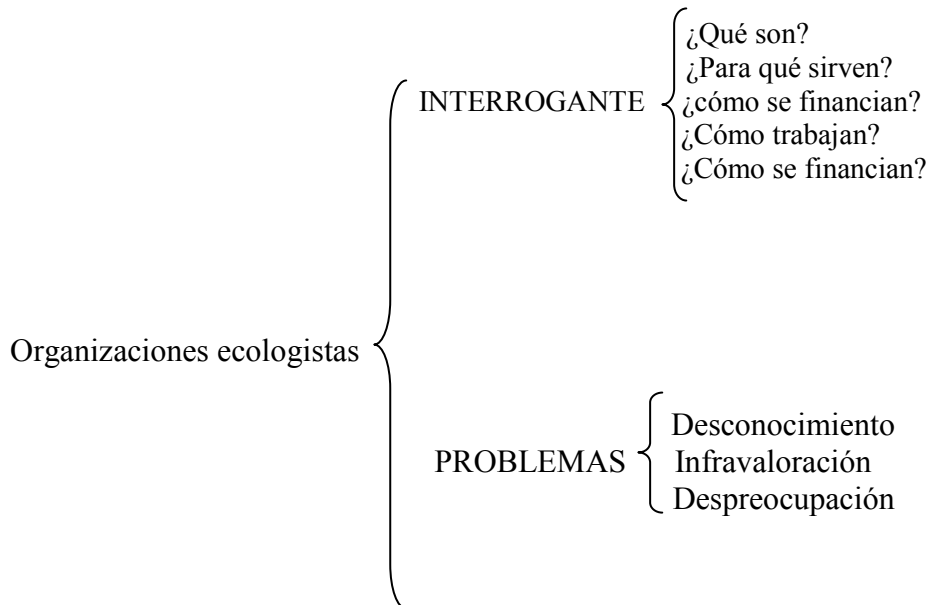 ¿Qué son?
¿Para qué sirven?
INTERROGANTE
¿cómo se financian?
¿Cómo trabajan?
¿Cómo se financian?
Organizaciones ecologistas
Desconocimiento
PROBLEMAS
Infravaloración
Despreocupación